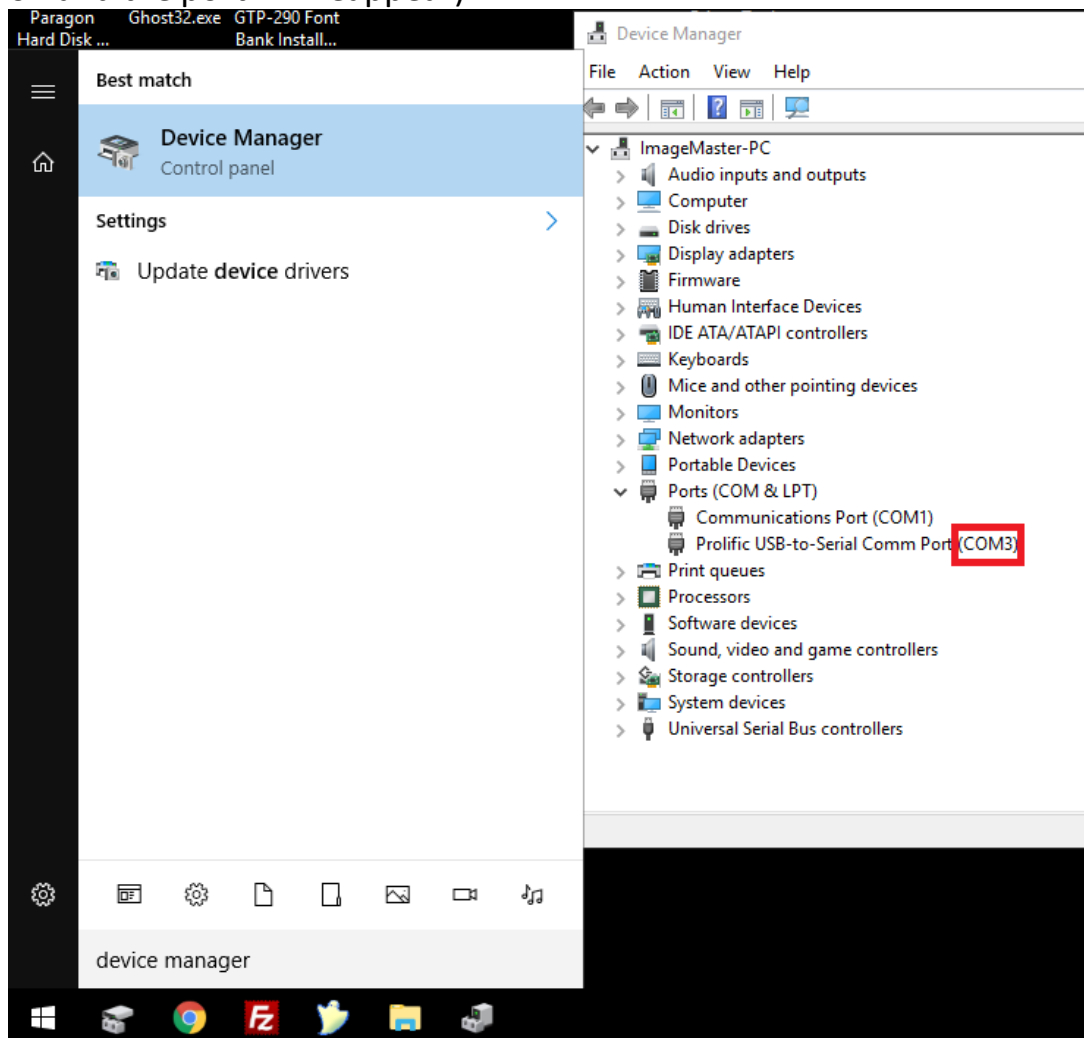 Paragon Ghost32.exe GTP-290 Font
Hard Disk ... Bank Install...
Best match
Device Manager
Control panel
Settings
Update device drivers
device manager
Device Manager
File Action View Help
ImageMaster-PC
Audio inputs and outputs
Computer
Disk drives
Display adapters
Firmware
Human Interface Devices
IDE ATA/ATAPI controllers
Keyboards
Mice and other pointing devices
Monitors
Network adapters
Portable Devices
Ports (COM & LPT)
Communications Port (COM1)
Prolific USB-to-Serial Comm Port (COM3)
Print queues
Processors
Software devices
Sound, video and game controllers
Storage controllers
System devices
Universal Serial Bus controllers